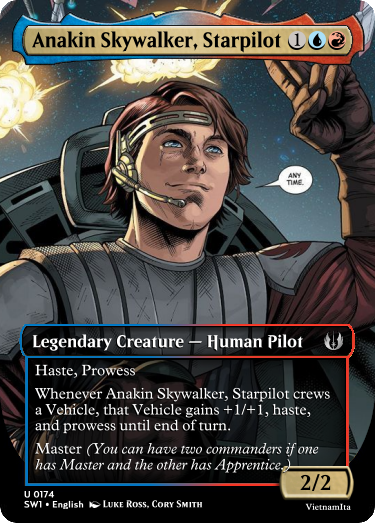 Anakin Skywalker, Starpilot 1
ANY
TIME.
Legendary Creature — Human Pilot
Haste, Prowess
Whenever Anakin Skywalker, Starpilot crews
a Vehicle, that Vehicle gains +1/+1, haste,
and prowess until end of turn.
Master (You can have two commanders if one
has Master and the other has Apprentice.)
2/2
U 0174
SW1 • English Luke Ross, Cory Smith
VietnamIta